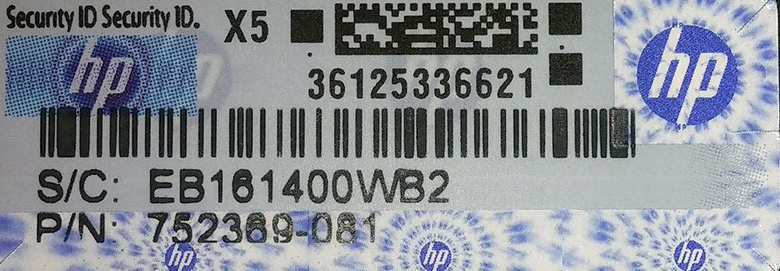 Security ID Security ID.
X5
hp
hp
36125336621
S/C: EB161400WB2
P/N: 752369-081
hp
hp
hp